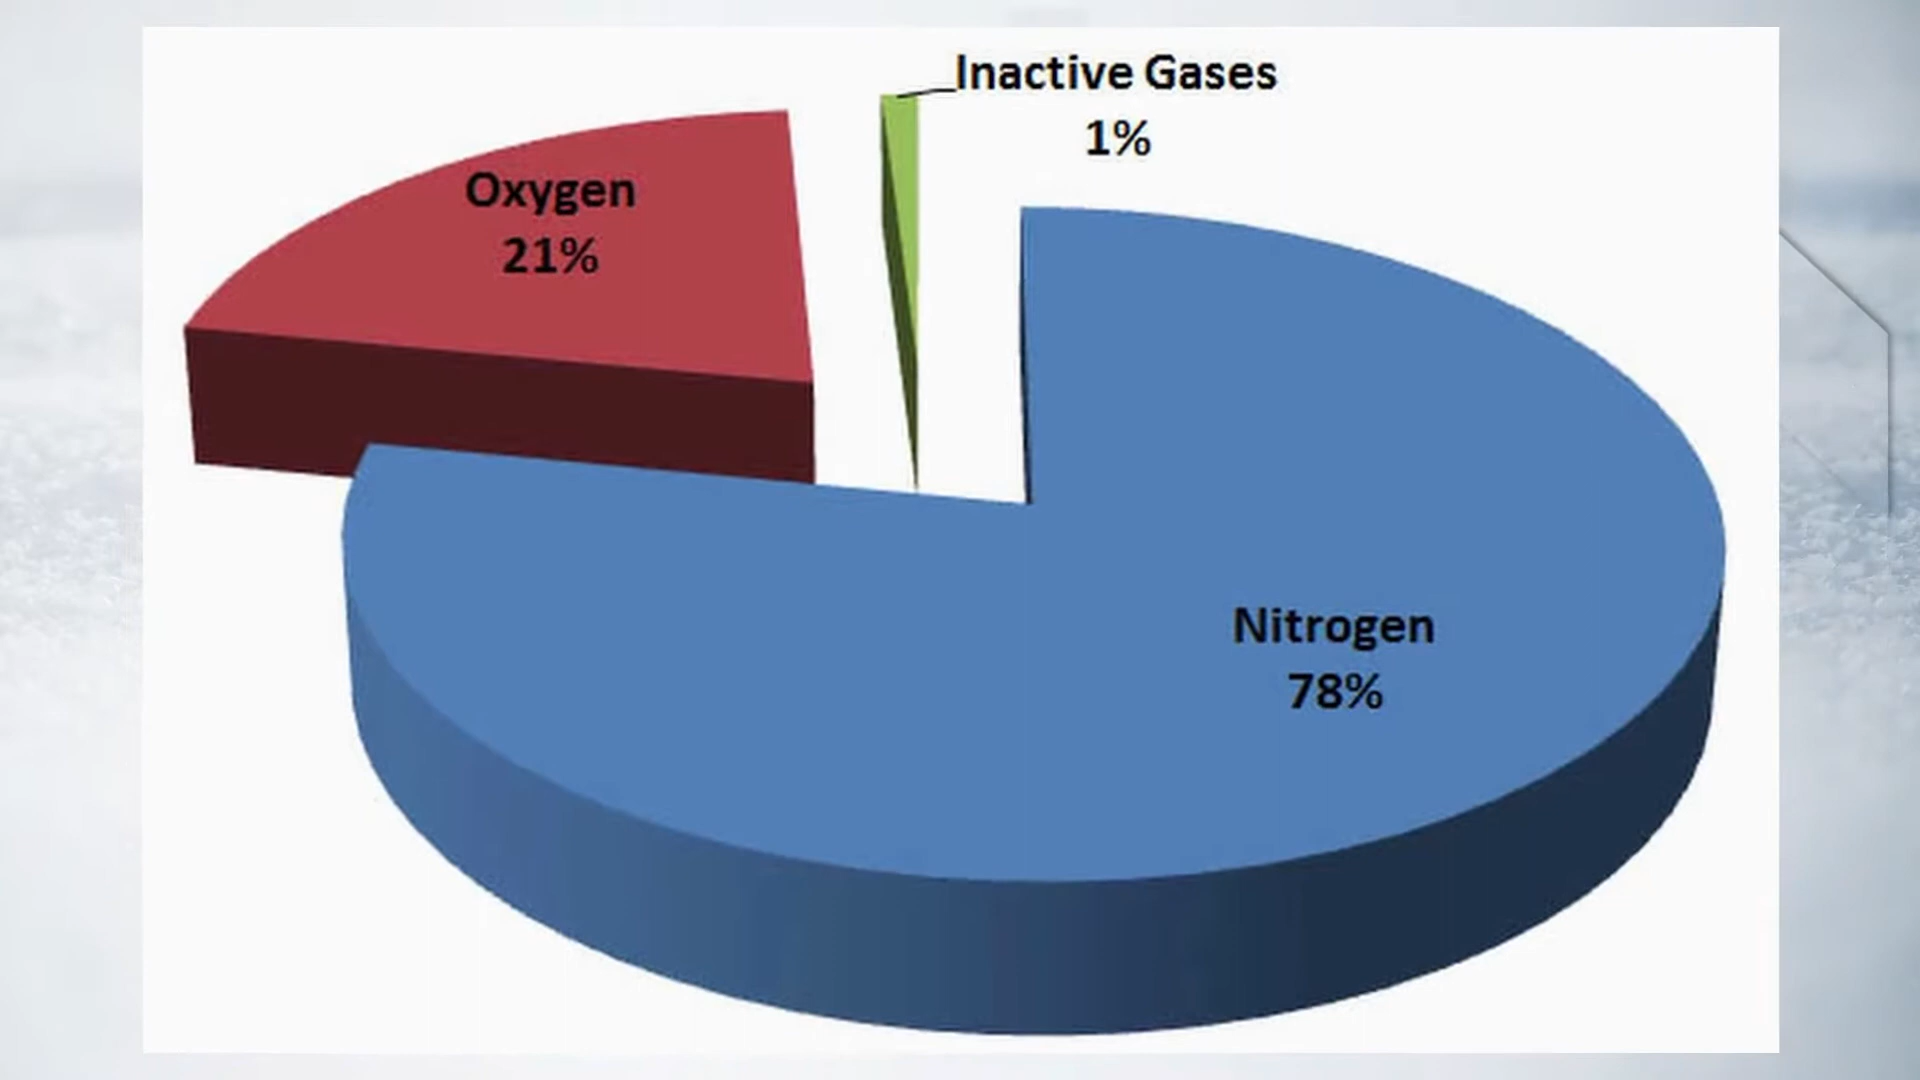 Inactive Gases
1%
Oxygen
21%
Nitrogen
78%